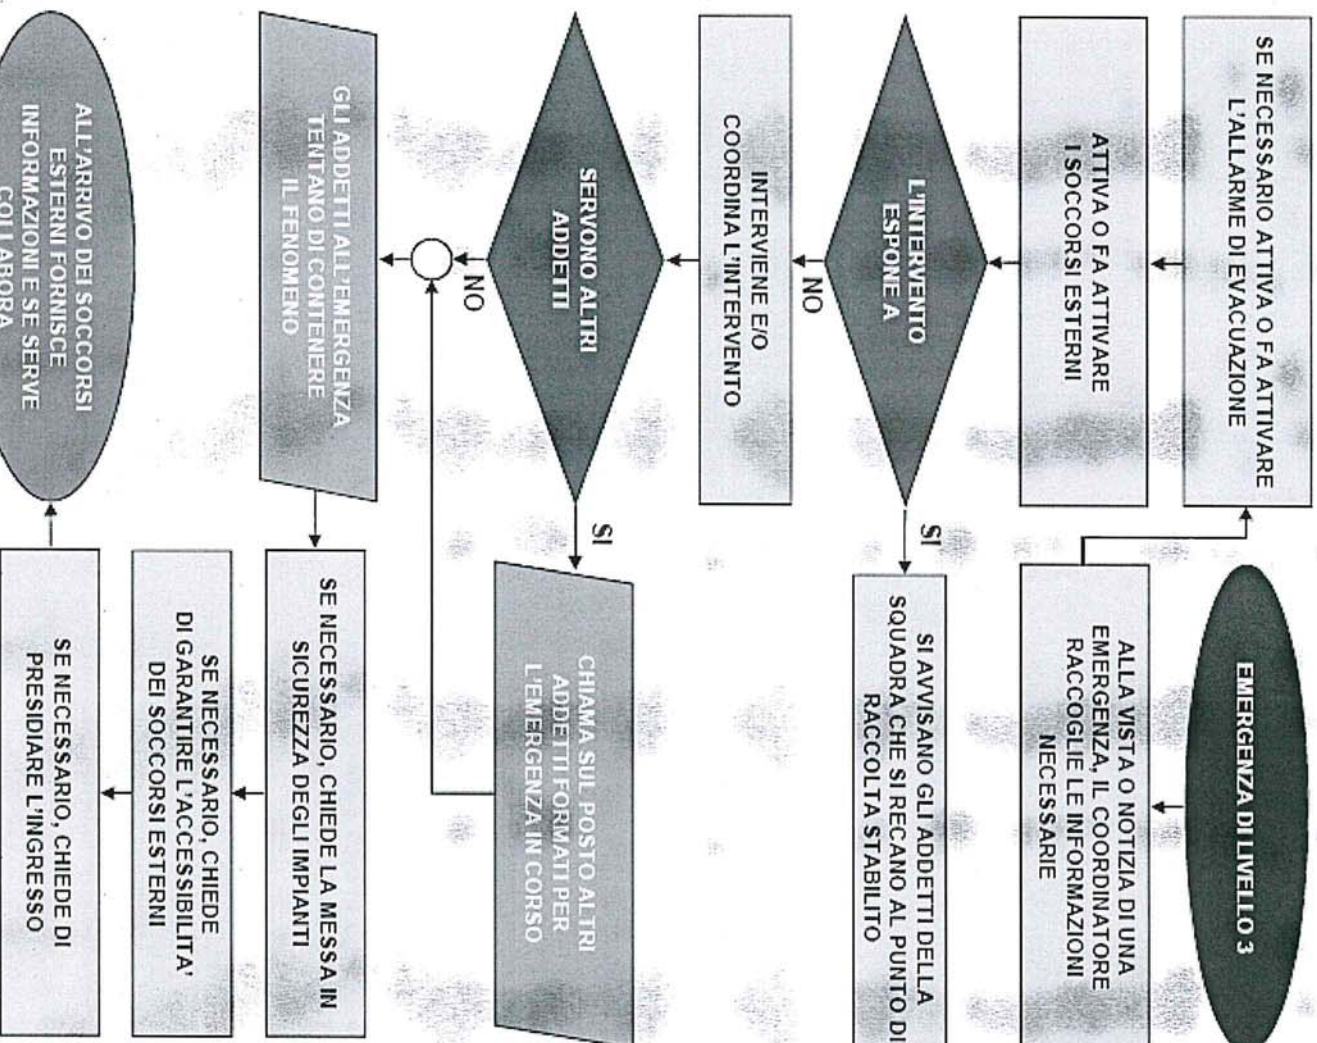 EMERGENZA DI LIVELLO 3
ALLA VISTA O NOTIZIA DI UNA
EMERGENZA, IL COORDINATORE
RACCOGLIE LE INFORMAZIONI
NECESSARIE
SE NECESSARIO ATTIVA O FA ATTIVARE
L'ALLARME DI EVACUAZIONE
ATTIVA O FA ATTIVARE
I SOCCORSI ESTERNI
L'INTERVENTO
ESPONE A
SI
SI AVVISANO GLI ADDETTI DELLA
SQUADRA CHE SI RECANO AL PUNTO DI
RACCOLTA STABILITO
NO
INTERVIENE E/O
COORDINA L'INTERVENTO
SERVONO ALTRI
ADDETTI
SI
CHIAMA SUL POSTO ALTRI
ADDETTI FORMATI PER
L'EMERGENZA IN CORSO
NO
GLI ADDETTI ALL'EMERGENZA
TENTANO DI CONTENERE
IL FENOMENO
SE NECESSARIO, CHIEDE LA MESSA IN
SICUREZZA DEGLI IMPIANTI
SE NECESSARIO, CHIEDE
DI GARANTIRE L'ACCESSIBILITA'
DEI SOCCORSI ESTERNI
SE NECESSARIO, CHIEDE DI
PRESIDIARE L'INGRESSO
ALL'ARRIVO DEI SOCCORSI
ESTERNI FORNISCE
INFORMAZIONI E SE SERVE
COLLABORA